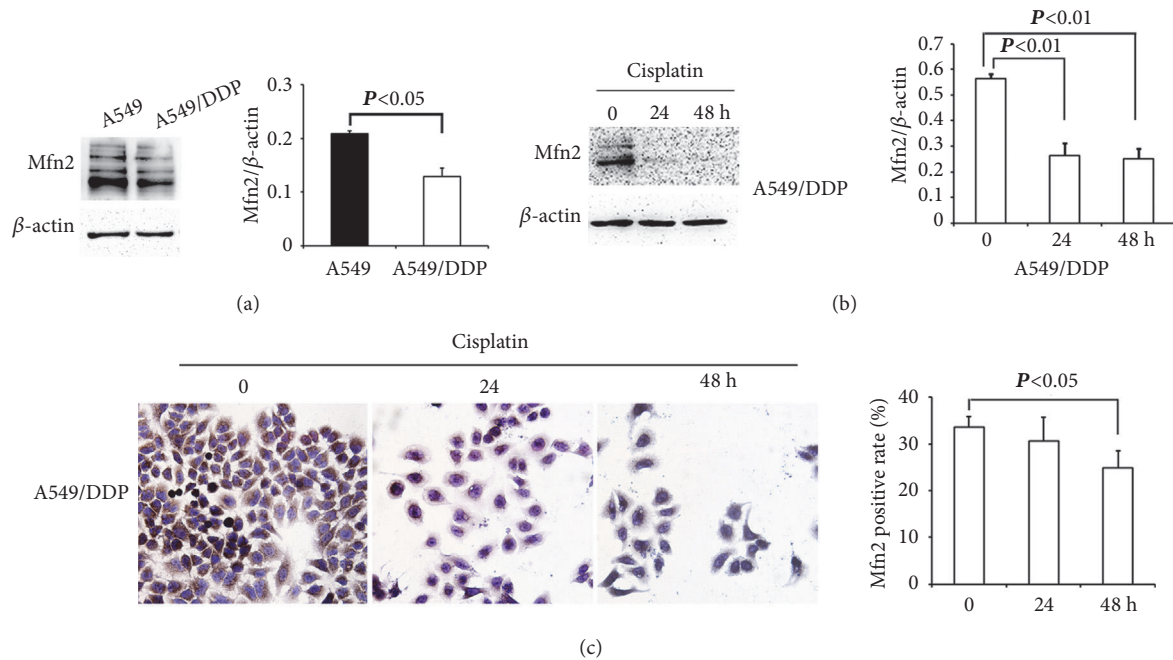 A549
A549/DDP
Mfn2
β-actin
Mfn2/β-actin
0.3
0.2
0.1
0
P<0.05
A549 A549/DDP
(a)
Cisplatin
0 24 48 h
Mfn2
β-actin
A549/DDP
Mfn2/β-actin
0.7
0.6
0.5
0.4
0.3
0.2
0.1
0
P<0.01
P<0.01
0 24 48 h
A549/DDP
(b)
Cisplatin
0 24 48 h
A549/DDP
Mfn2 positive rate (%)
40
30
20
10
0
P<0.05
0 24 48 h
(c)